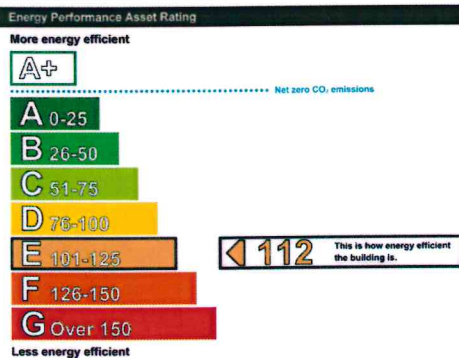 Energy Performance Asset Rating
More energy efficient
A+
Net zero CO₂ emissions
A 0-25
B 26-50
C 51-75
D 76-100
E 101-125
112
This is how energy efficient
the building is.
F 126-150
G Over 150
Less energy efficient